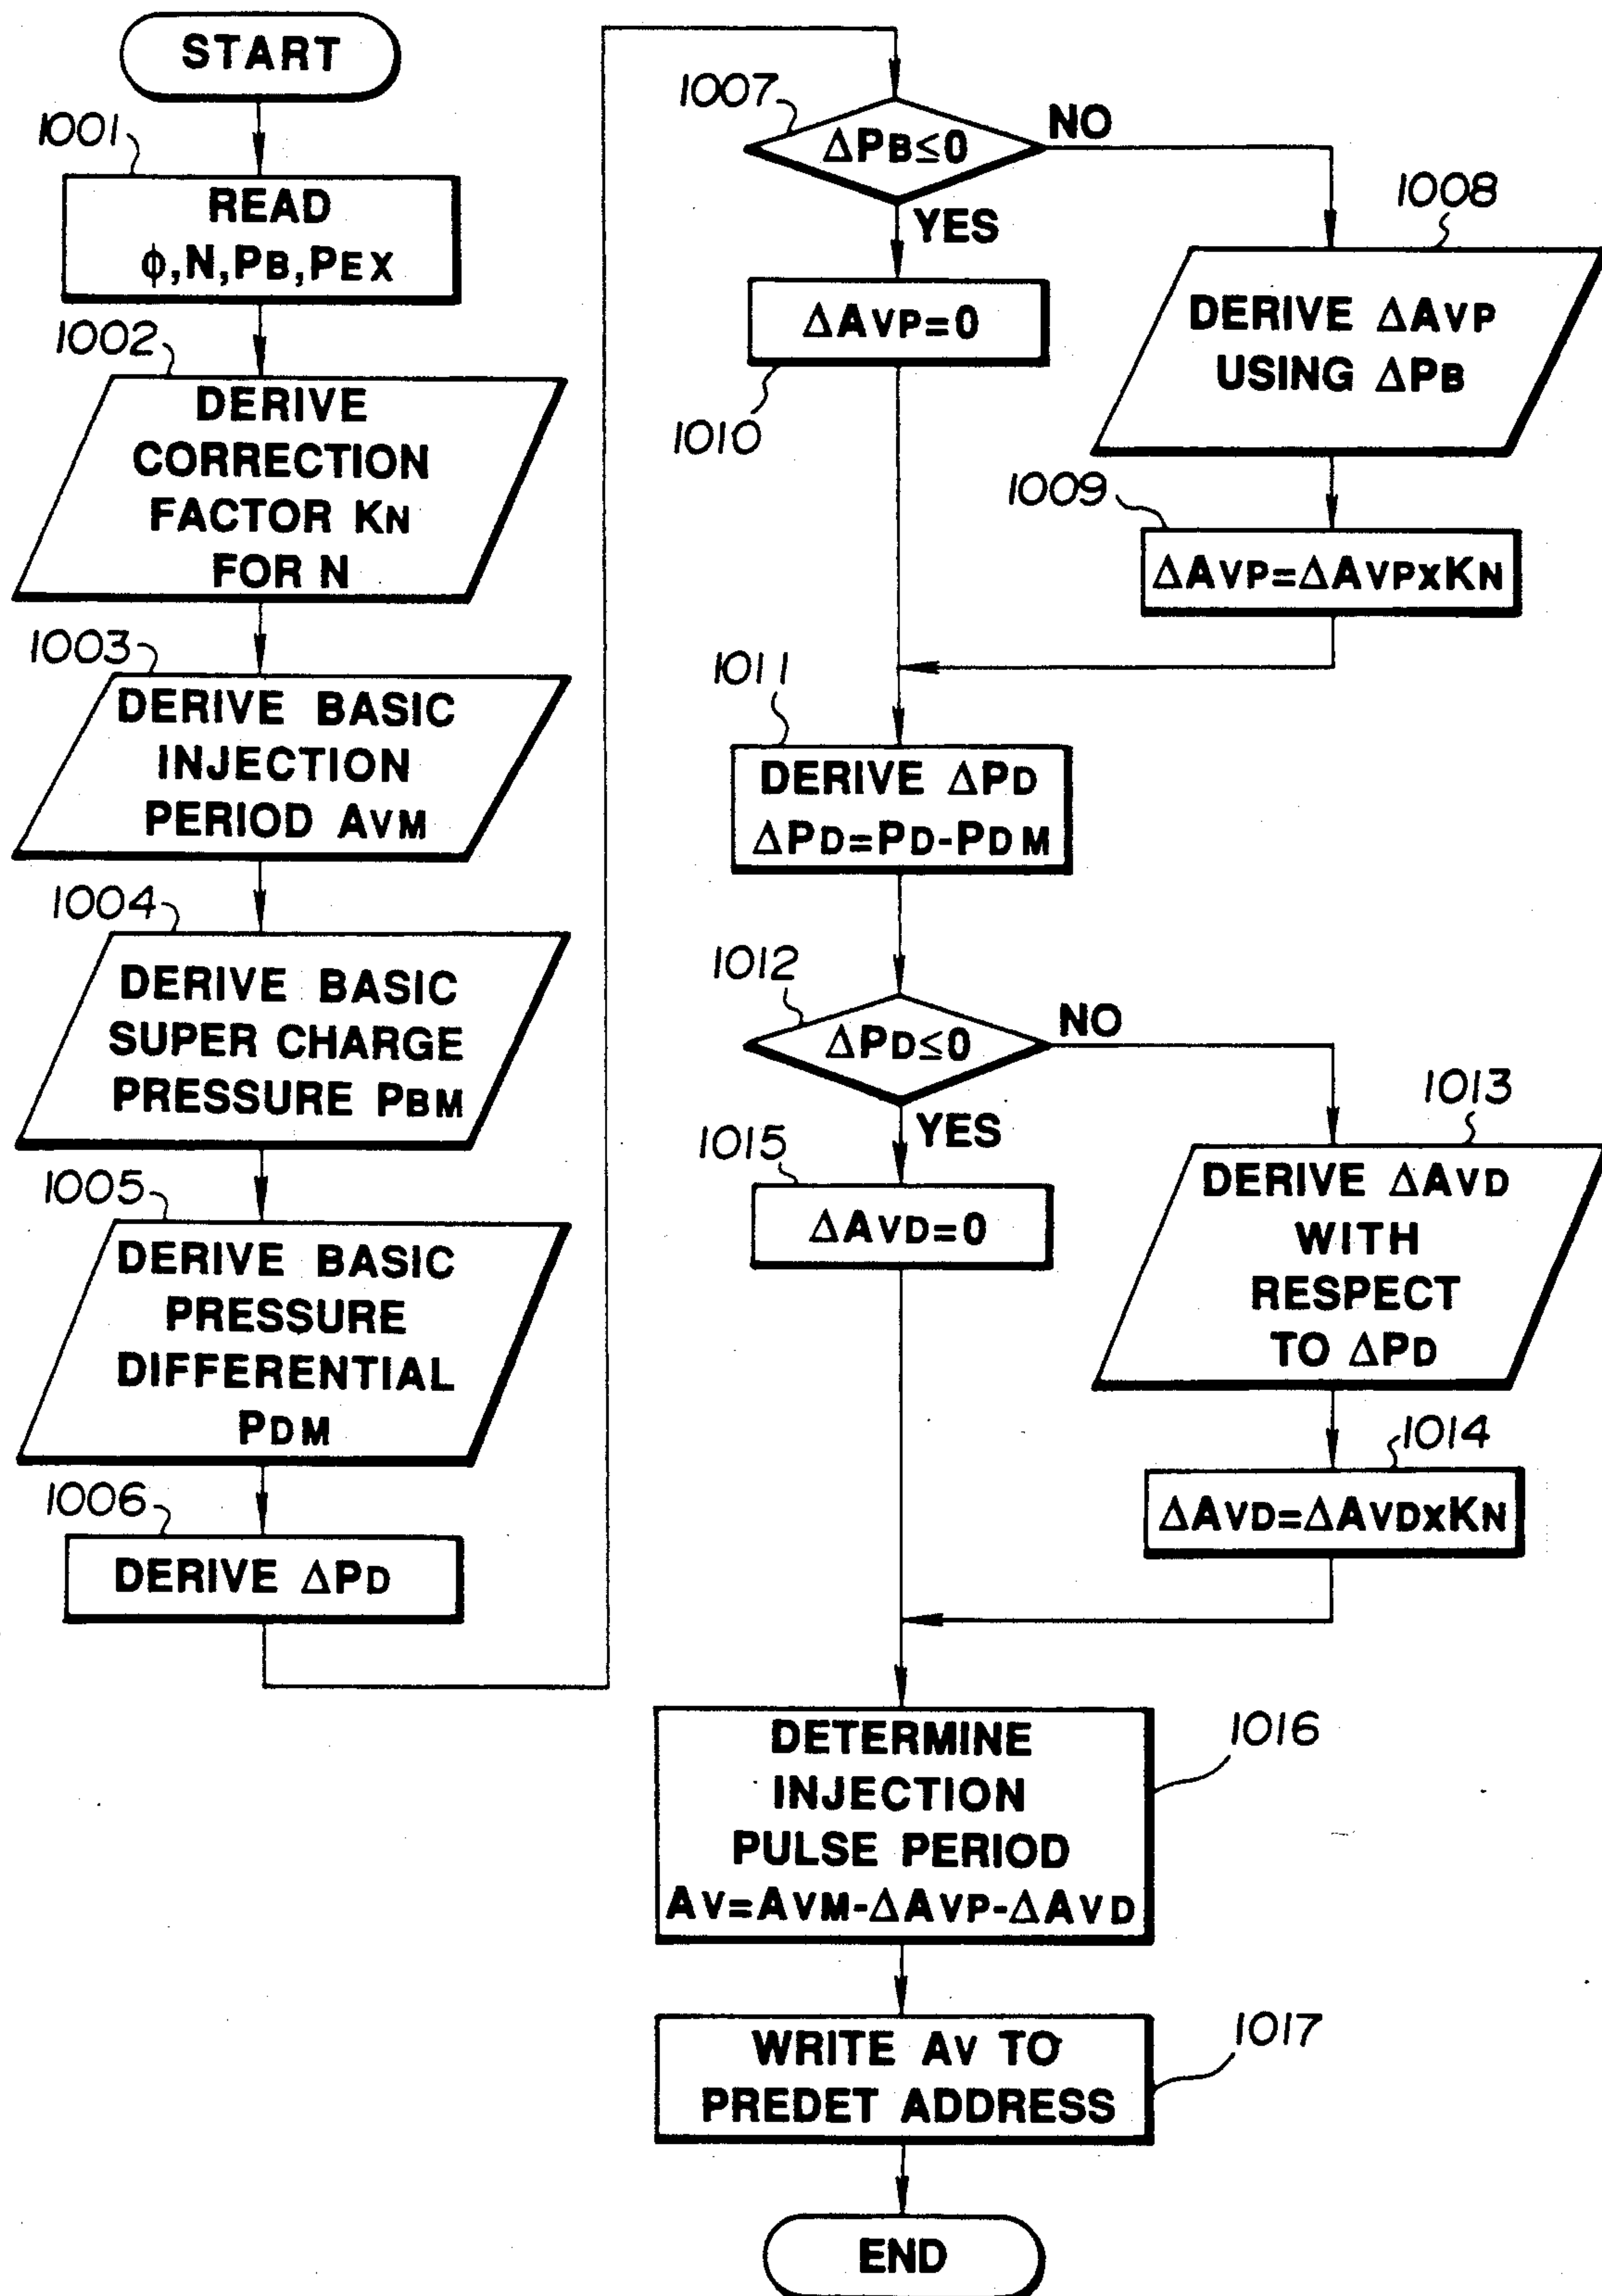 START
1001
READ
ϕ,N,PB,PEX
1002
DERIVE
CORRECTION
FACTOR KN
FOR N
1003
DERIVE BASIC
INJECTION
PERIOD AVM
1004
DERIVE BASIC
SUPER CHARGE
PRESSURE PBM
1005
DERIVE BASIC
PRESSURE
DIFFERENTIAL
PDM
1006
DERIVE ΔPD
1007
ΔPB≤0
NO
YES
1008
DERIVE ΔAVP
USING ΔPB
1009
ΔAVP=ΔAVPxKN
ΔAVP=0
1010
1011
DERIVE ΔPD
ΔPD=PD-PDM
1012
ΔPD≤0
NO
YES
1013
DERIVE ΔAVD
WITH
RESPECT
TO ΔPD
1014
ΔAVD=ΔAVDxKN
1015
ΔAVD=0
1016
DETERMINE
INJECTION
PULSE PERIOD
AV=AVM-ΔAVP-ΔAVD
1017
WRITE AV TO
PREDET ADDRESS
END